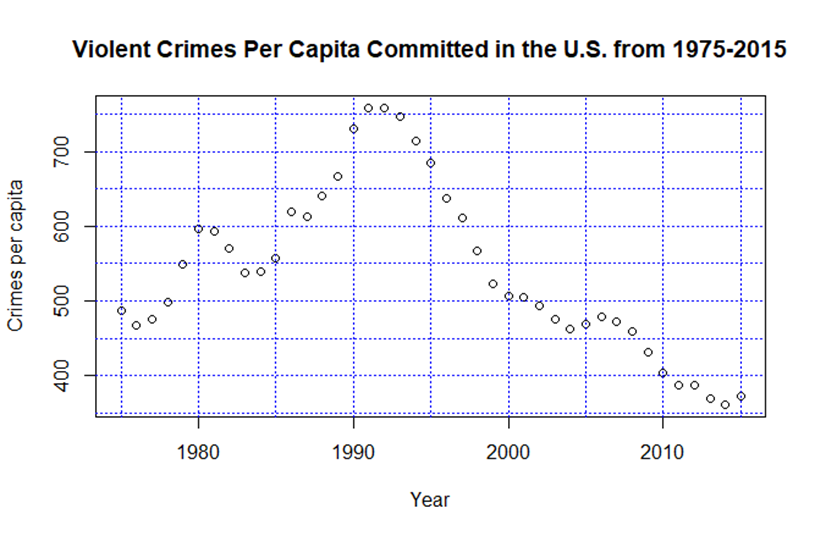 Violent Crimes Per Capita Committed in the U.S. from 1975-2015
Crimes per capita
700
600
500
400
1980 1990 2000 2010
Year